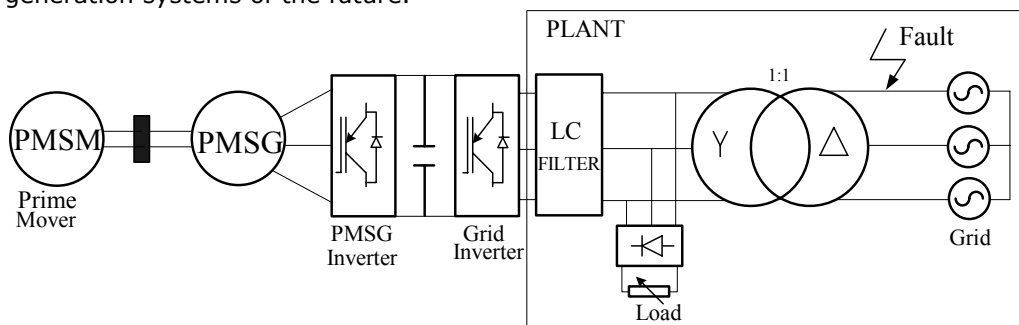 generation systems of the future.
PLANT
Fault
1:1
PMSM
PMSG
LC
FILTER
Y
Δ
Prime
Mover
PMSG
Inverter
Grid
Inverter
Load
Grid